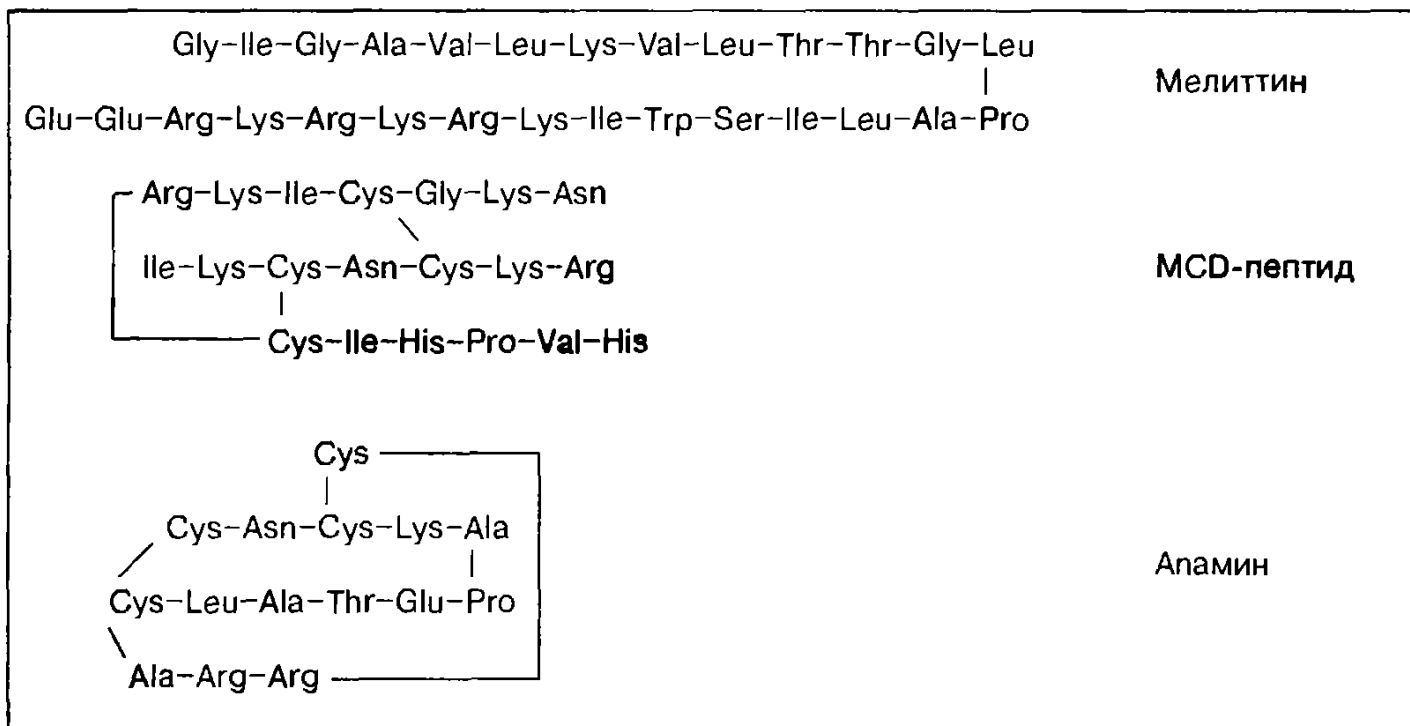 Gly-Ile-Gly-Ala-Val-Leu-Lys-Val-Leu-Thr-Thr-Gly-Leu
Мелиттин
Glu-Glu-Arg-Lys-Arg-Lys-Arg-Lys-Ile-Trp-Ser-Ile-Leu-Ala-Pro
Arg-Lys-Ile-Cys-Gly-Lys-Asn
Ile-Lys-Cys-Asn-Cys-Lys-Arg
MCD-пептид
Cys-Ile-His-Pro-Val-His
Cys
Cys-Asn-Cys-Lys-Ala
Апамин
Cys-Leu-Ala-Thr-Glu-Pro
Ala-Arg-Arg